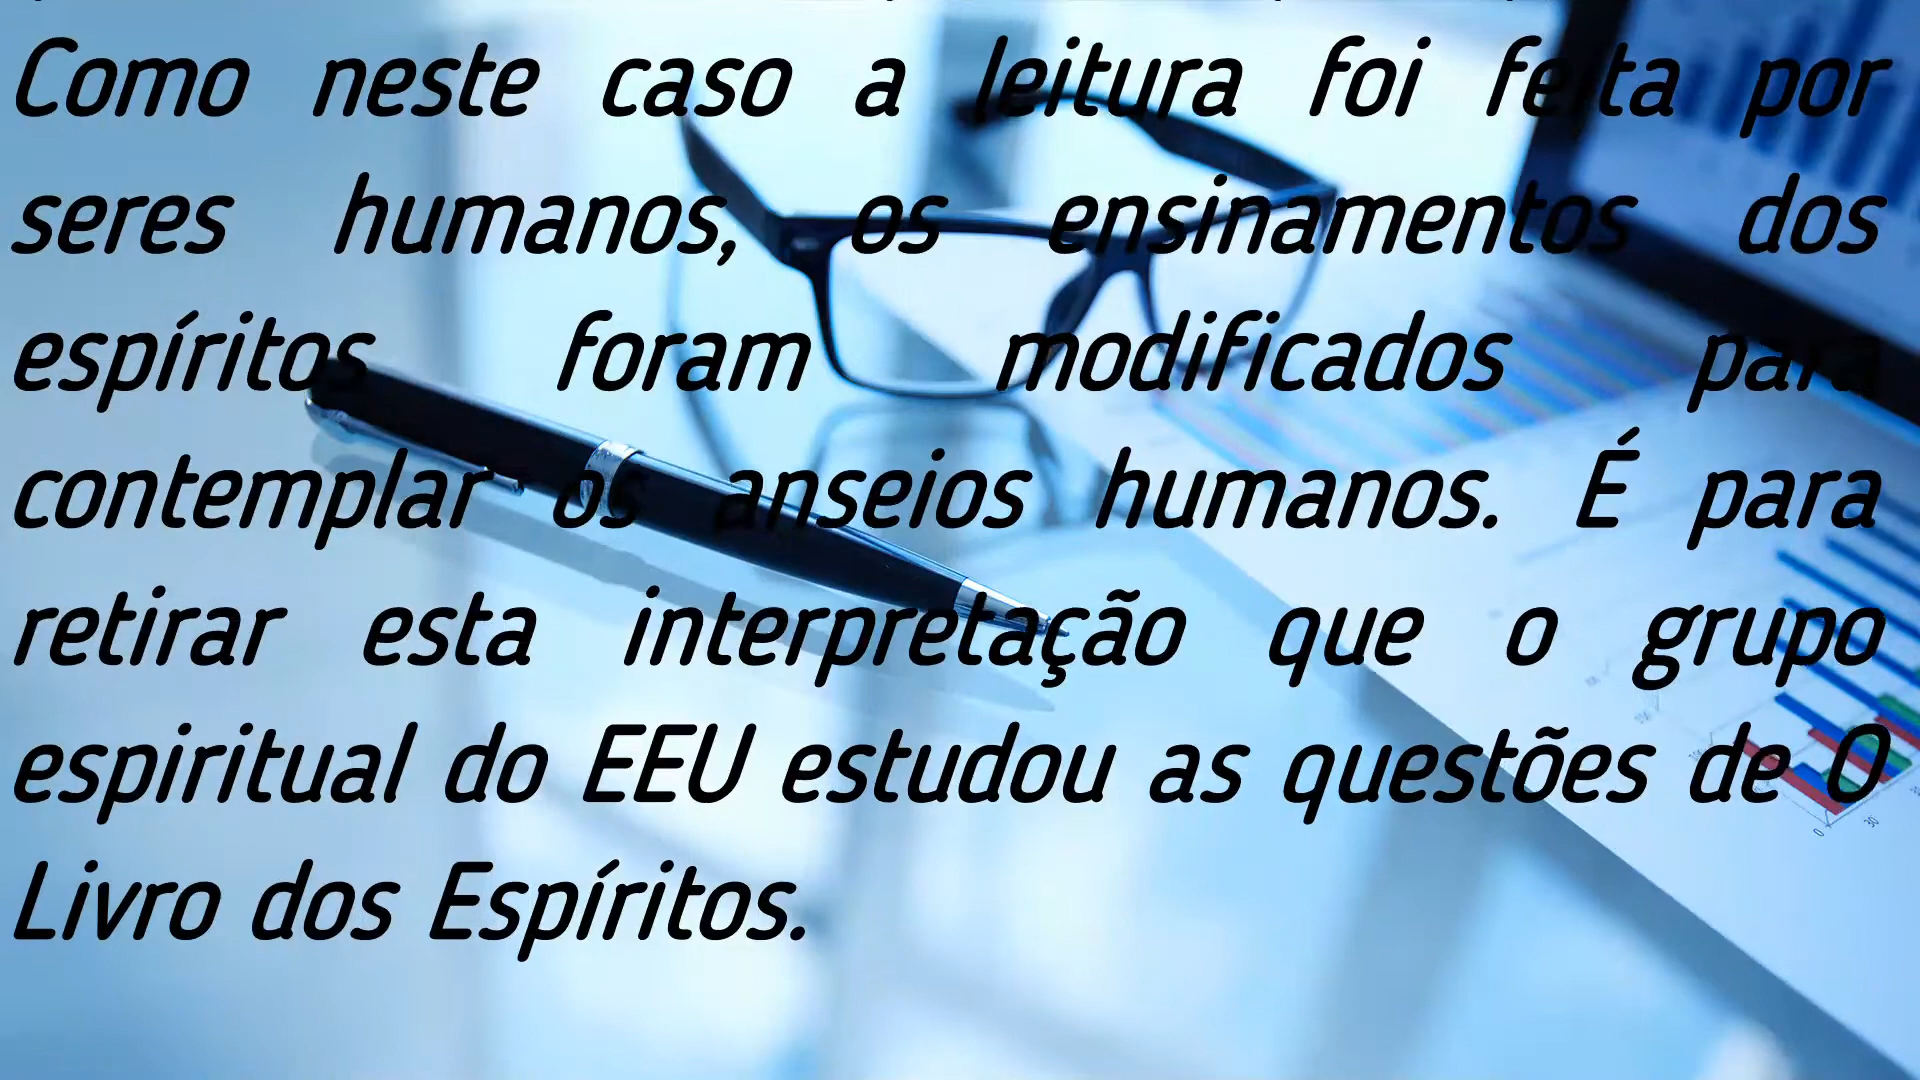 Como neste caso a leitura foi feita por
seres humanos, os ensinamentos dos
espíritos foram modificados para
contemplar os anseios humanos. É para
retirar esta interpretação que o grupo
espiritual do EEU estudou as questões de O
Livro dos Espíritos.